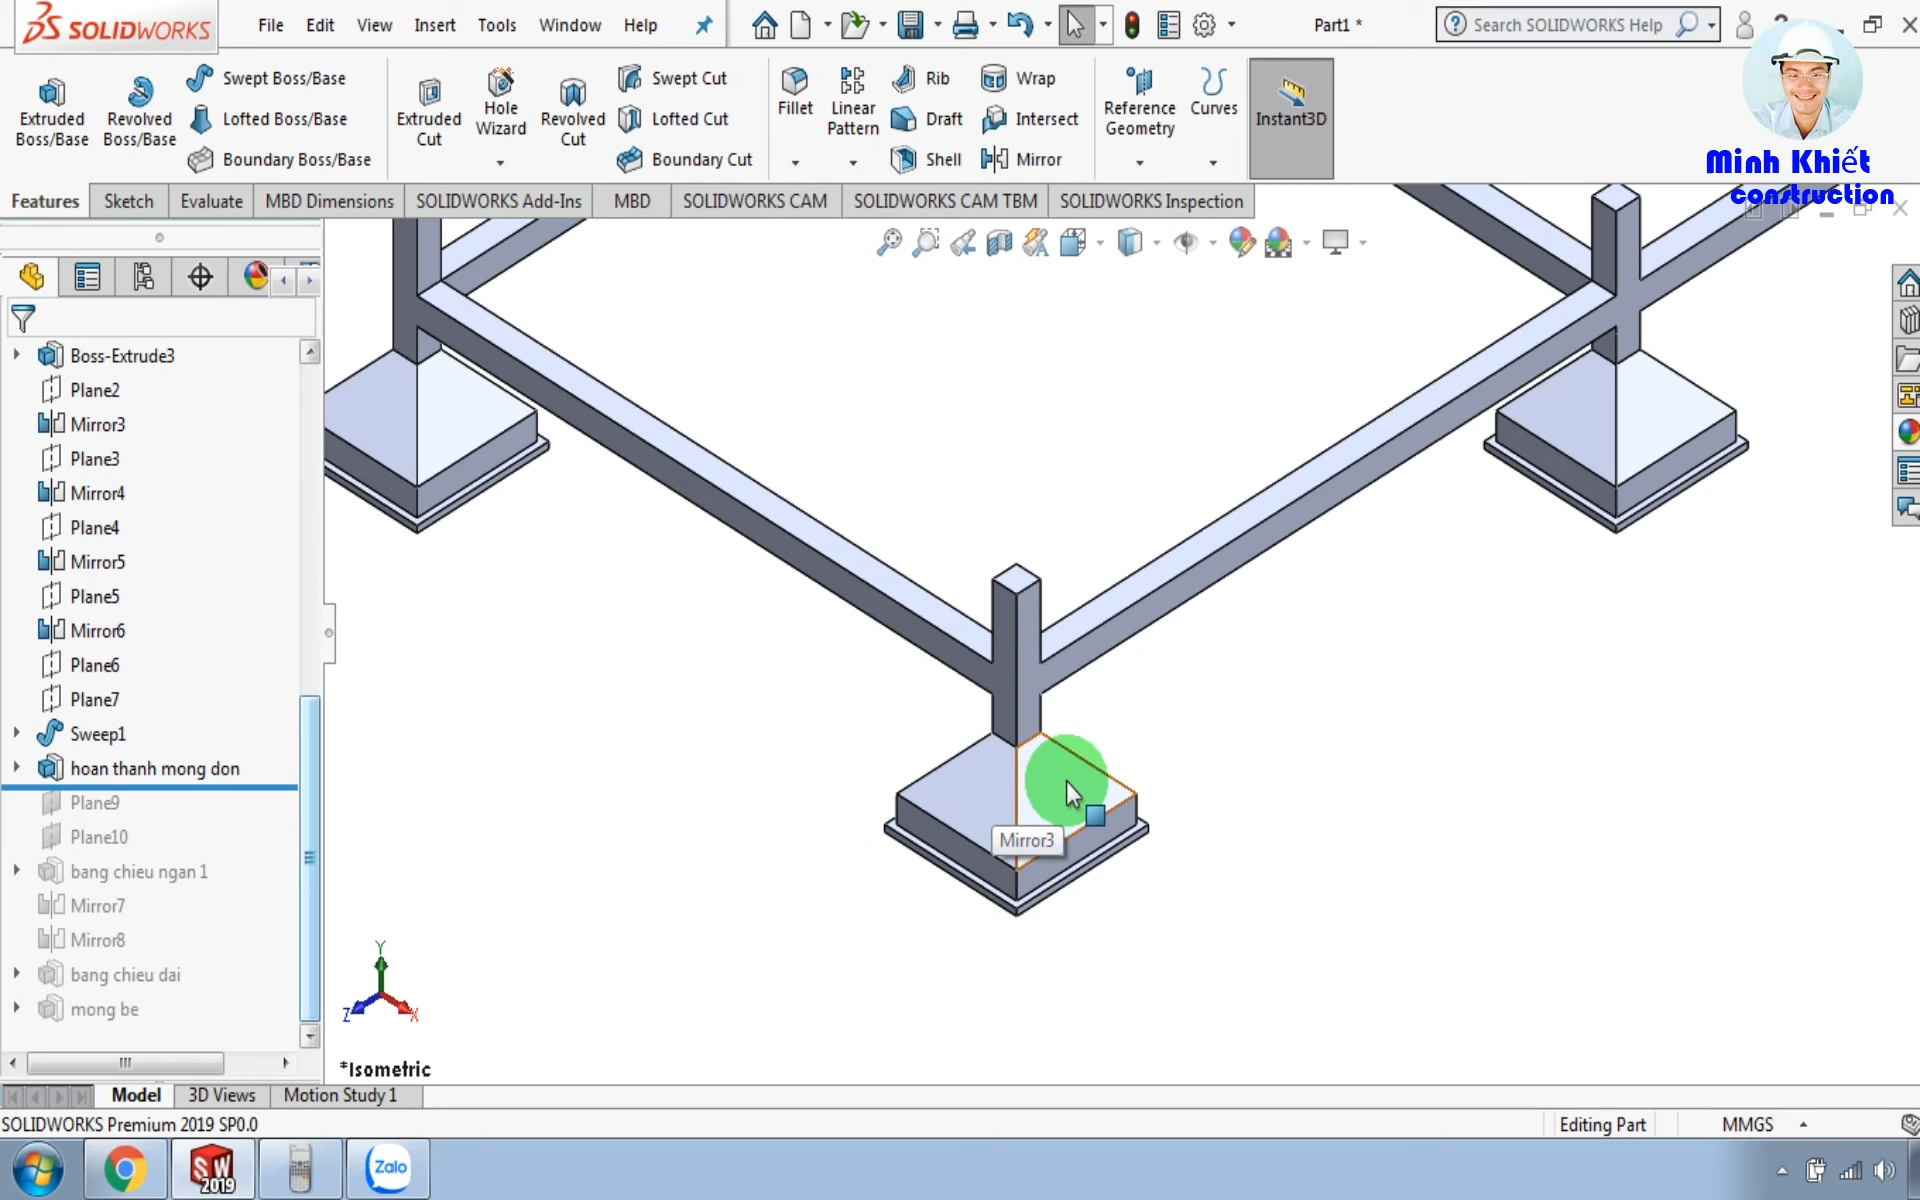 SOLIDWORKS
File Edit View Insert Tools Window Help
Part1 *
Search SOLIDWORKS Help
Extruded Boss/Base
Revolved Boss/Base
Swept Boss/Base
Lofted Boss/Base
Boundary Boss/Base
Extruded Cut
Hole Wizard
Revolved Cut
Swept Cut
Lofted Cut
Boundary Cut
Fillet
Linear Pattern
Rib
Draft
Shell
Wrap
Intersect
Mirror
Reference Geometry
Curves
Instant3D
Minh Khiết
construction
Features Sketch Evaluate MBD Dimensions SOLIDWORKS Add-Ins MBD SOLIDWORKS CAM SOLIDWORKS CAM TBM SOLIDWORKS Inspection
Boss-Extrude3
Plane2
Mirror3
Plane3
Mirror4
Plane4
Mirror5
Plane5
Mirror6
Plane6
Plane7
Sweep1
hoan thanh mong don
Plane9
Plane10
bang chieu ngan 1
Mirror7
Mirror8
bang chieu dai
mong be
Mirror3
Y
Z
X
*Isometric
Model 3D Views Motion Study 1
SOLIDWORKS Premium 2019 SP0.0
Editing Part
MMGS
SW 2019
Zalo